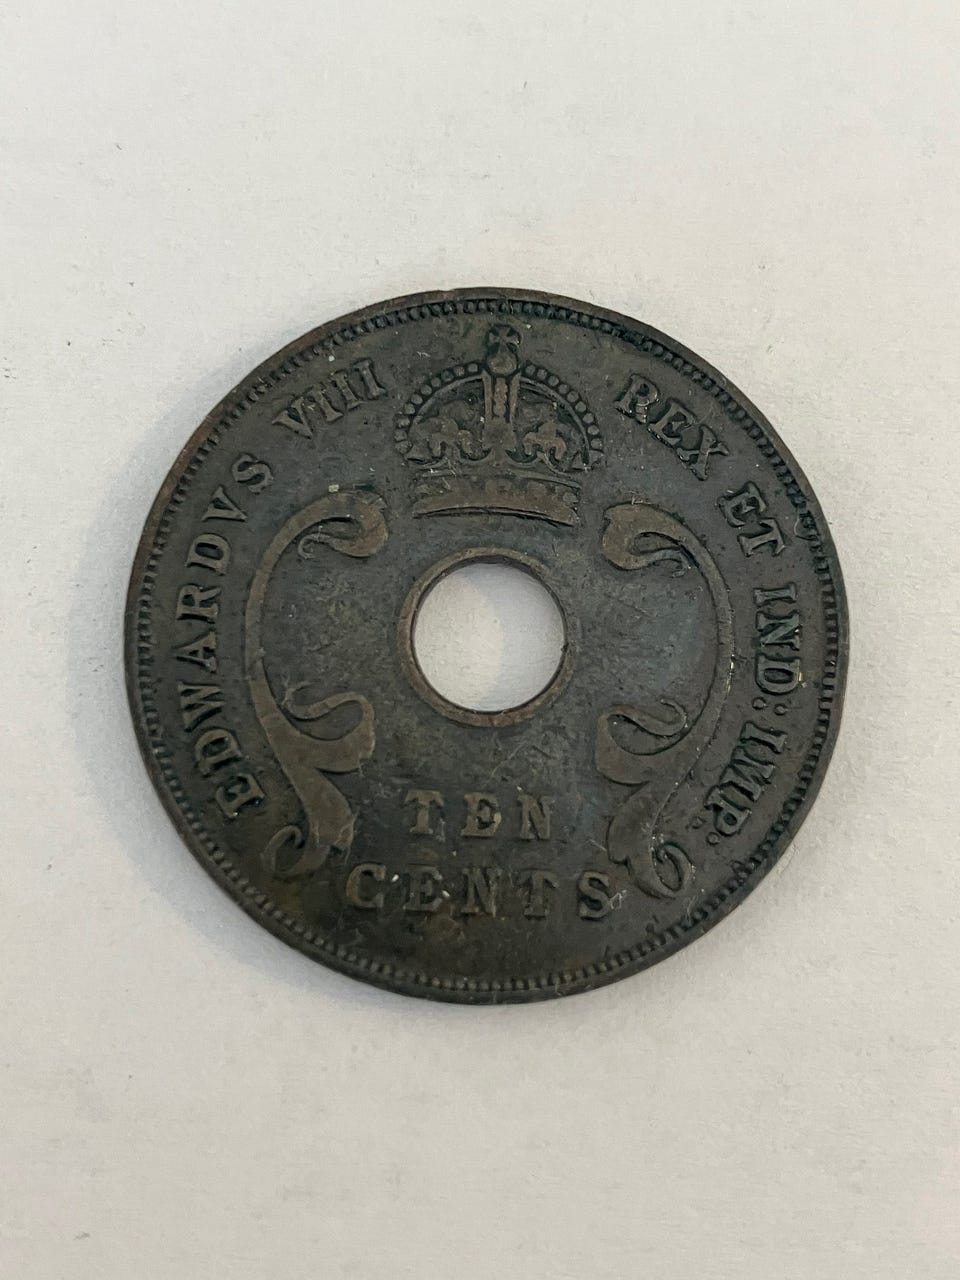 EDWARDVS VIII REX ET IND: IMP:
TEN
CENTS